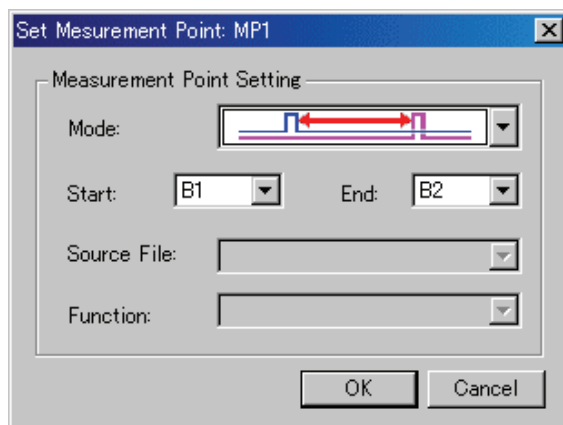 Set Mesurement Point: MP1
Measurement Point Setting
Mode:
Start: B1 End: B2
Source File:
Function:
OK Cancel